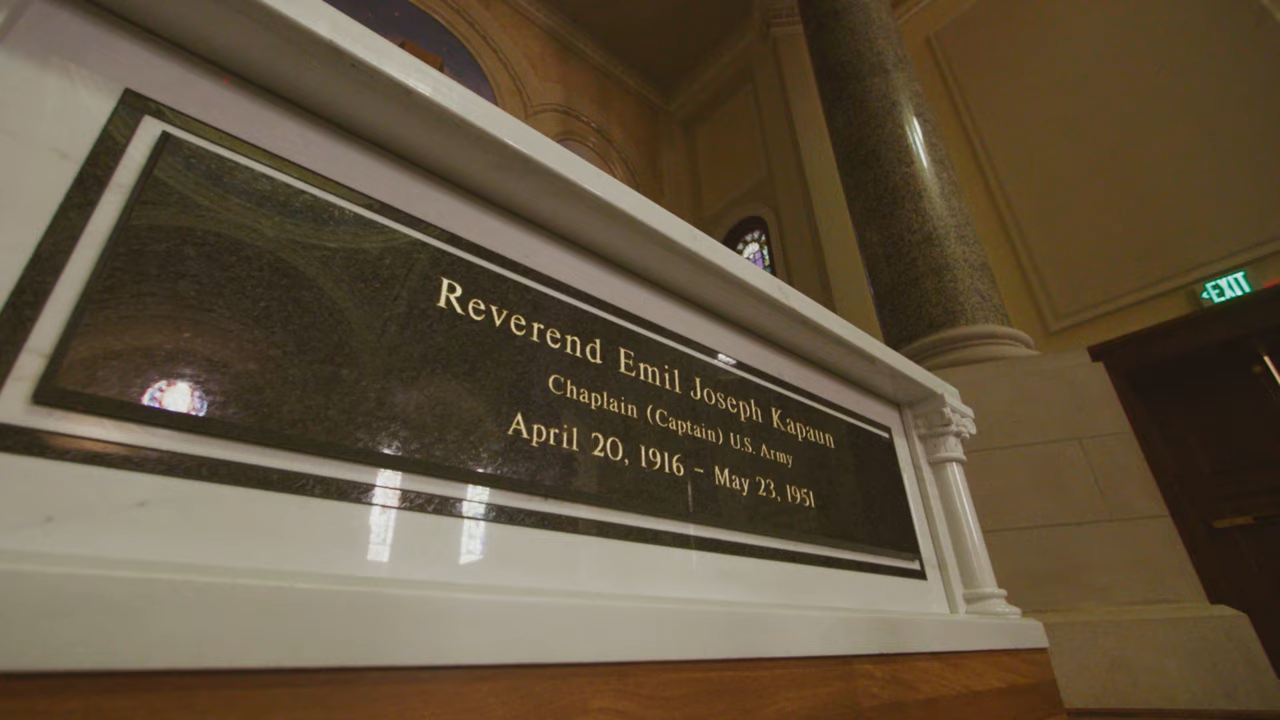 Reverend Emil Joseph Kapaun
Chaplain (Captain) U.S. Army
April 20, 1916 – May 23, 1951
EXIT